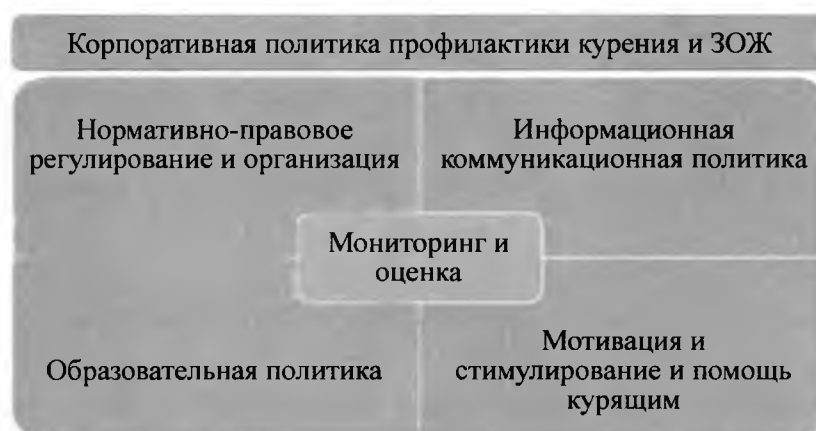 Корпоративная политика профилактики курения и ЗОЖ
Нормативно-правовое
регулирование и организация
Информационная
коммуникационная политика
Мониторинг и
оценка
Образовательная политика
Мотивация и
стимулирование и помощь
курящим